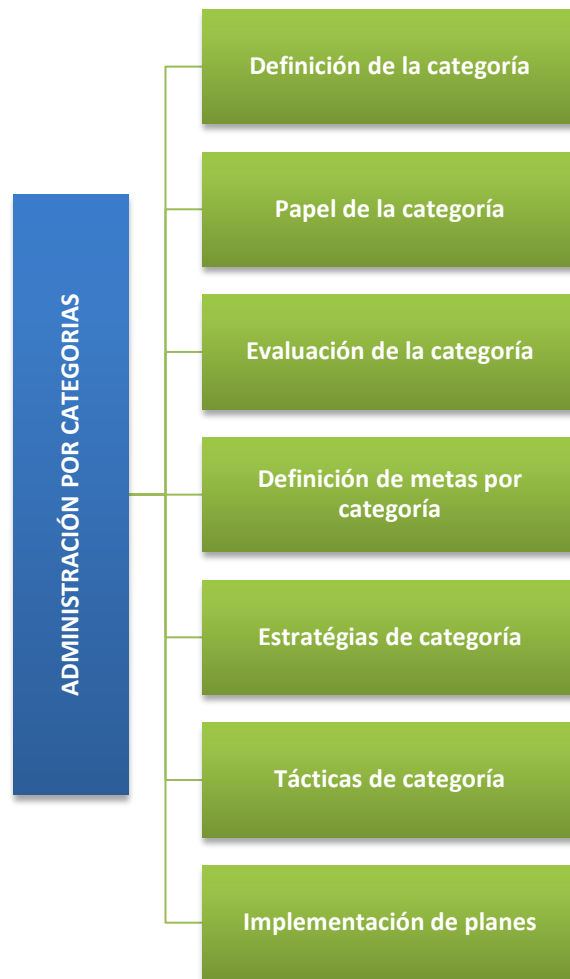 ADMINISTRACIÓN POR CATEGORIAS
Definición de la categoría
Papel de la categoría
Evaluación de la categoría
Definición de metas por
categoría
Estratégias de categoría
Tácticas de categoría
Implementación de planes